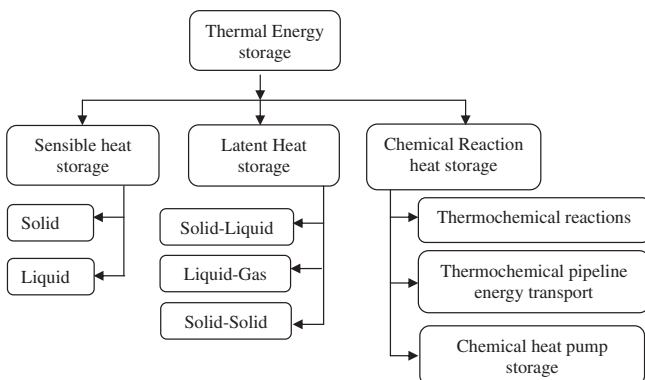 Thermal Energy
storage
Sensible heat
storage
Latent Heat
storage
Chemical Reaction
heat storage
Solid
Liquid
Solid-Liquid
Liquid-Gas
Solid-Solid
Thermochemical reactions
Thermochemical pipeline
energy transport
Chemical heat pump
storage